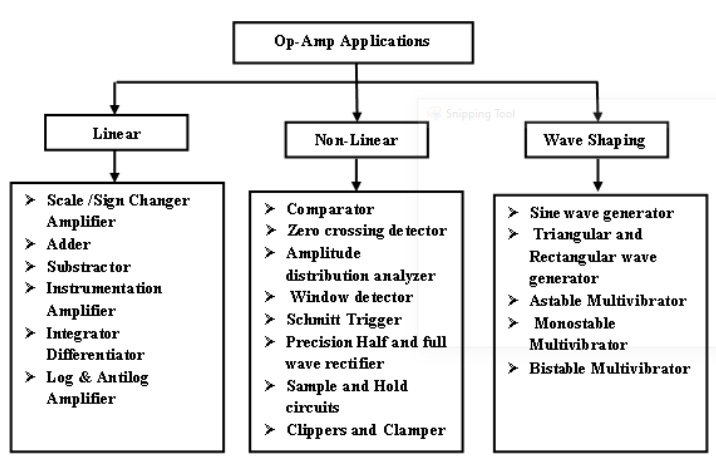 Op-Amp Applications
Linear
Non-Linear
Snipping Tool
Wave Shaping
➢ Scale /Sign Changer
Amplifier
➢ Adder
➢ Substractor
➢ Instrumentation
Amplifier
➢ Integrator
Differentiator
➢ Log & Antilog
Amplifier
➢ Comparator
➢ Zero crossing detector
➢ Amplitude
distribution analyzer
➢ Window detector
➢ Schmitt Trigger
➢ Precision Half and full
wave rectifier
➢ Sample and Hold
circuits
➢ Clippers and Clamper
➢ Sine wave generator
➢ Triangular and
Rectangular wave
generator
➢ Astable Multivibrator
➢ Monostable
Multivibrator
➢ Bistable Multivibrator